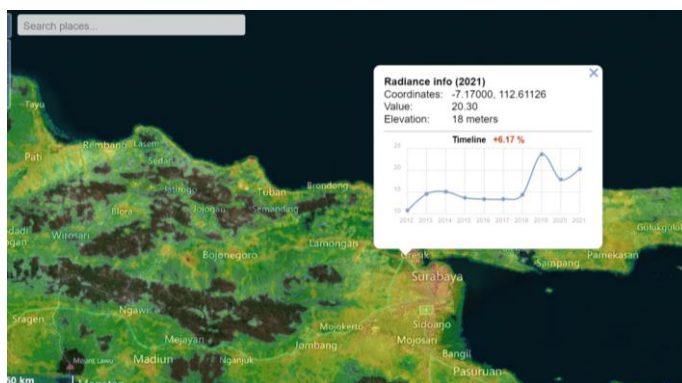 Search places...
Radiance info (2021)
Coordinates: -7.17000, 112.61126
Value: 20.30
Elevation: 18 meters
Timeline +6.17 %
25
20
15
10
2012 2013 2014 2015 2016 2017 2018 2019 2020 2021
Tayu
Rembang
Lasem
Pati
Sedan
Jatirogo
Tuban
Brondong
Blora
Jojogan
Semanding
Wirosari
Lamongan
Gresik
Bojonegoro
Sampang
Pamekasan
Surabaya
Ngawi
Sragen
Mojokerto
Sidoarjo
Mejayan
Jombang
Mojosari
Mount Lawu
Madiun
Nganjuk
Bangil
Pasuruan
50 km